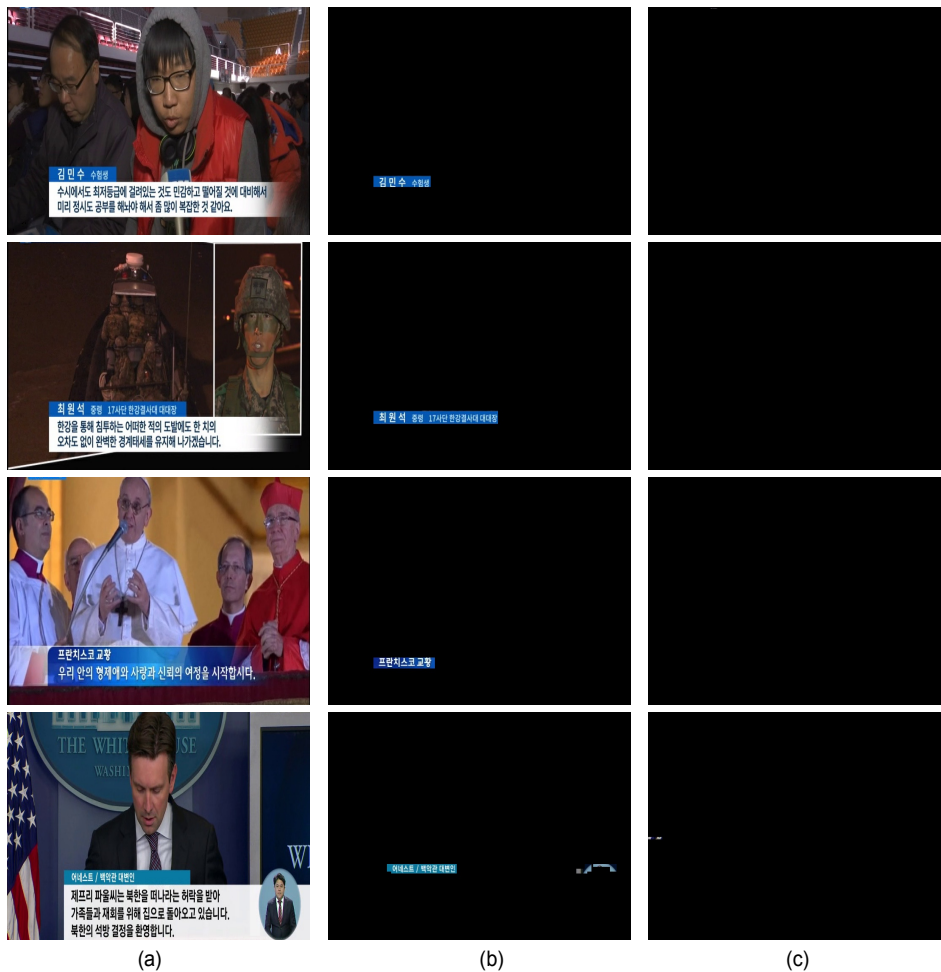 김민수 수험생
수시에서도 최저등급에 걸려있는 것도 민감하고 떨어질 것에 대비해서
미리 정시도 공부를 해놔야 해서 좀 많이 복잡한 것 같아요.
김민수 수험생
최원석 중령 17사단 한강결사대 대대장
한강을 통해 침투하는 어떠한 적의 도발에도 한 치의
오차도 없이 완벽한 경계태세를 유지해 나가겠습니다.
최원석 중령 17사단 한강결사대 대대장
프란치스코 교황
우리 안의 형제애와 사랑과 신뢰의 여정을 시작합시다.
프란치스코 교황
THE WHITE HOUSE
WASHI
W
어네스트 / 백악관 대변인
제프리 파울씨는 북한을 떠나라는 허락을 받아
가족들과 재회를 위해 집으로 돌아오고 있습니다.
북한의 석방 결정을 환영합니다.
어네스트 / 백악관 대변인
(a) (b) (c)